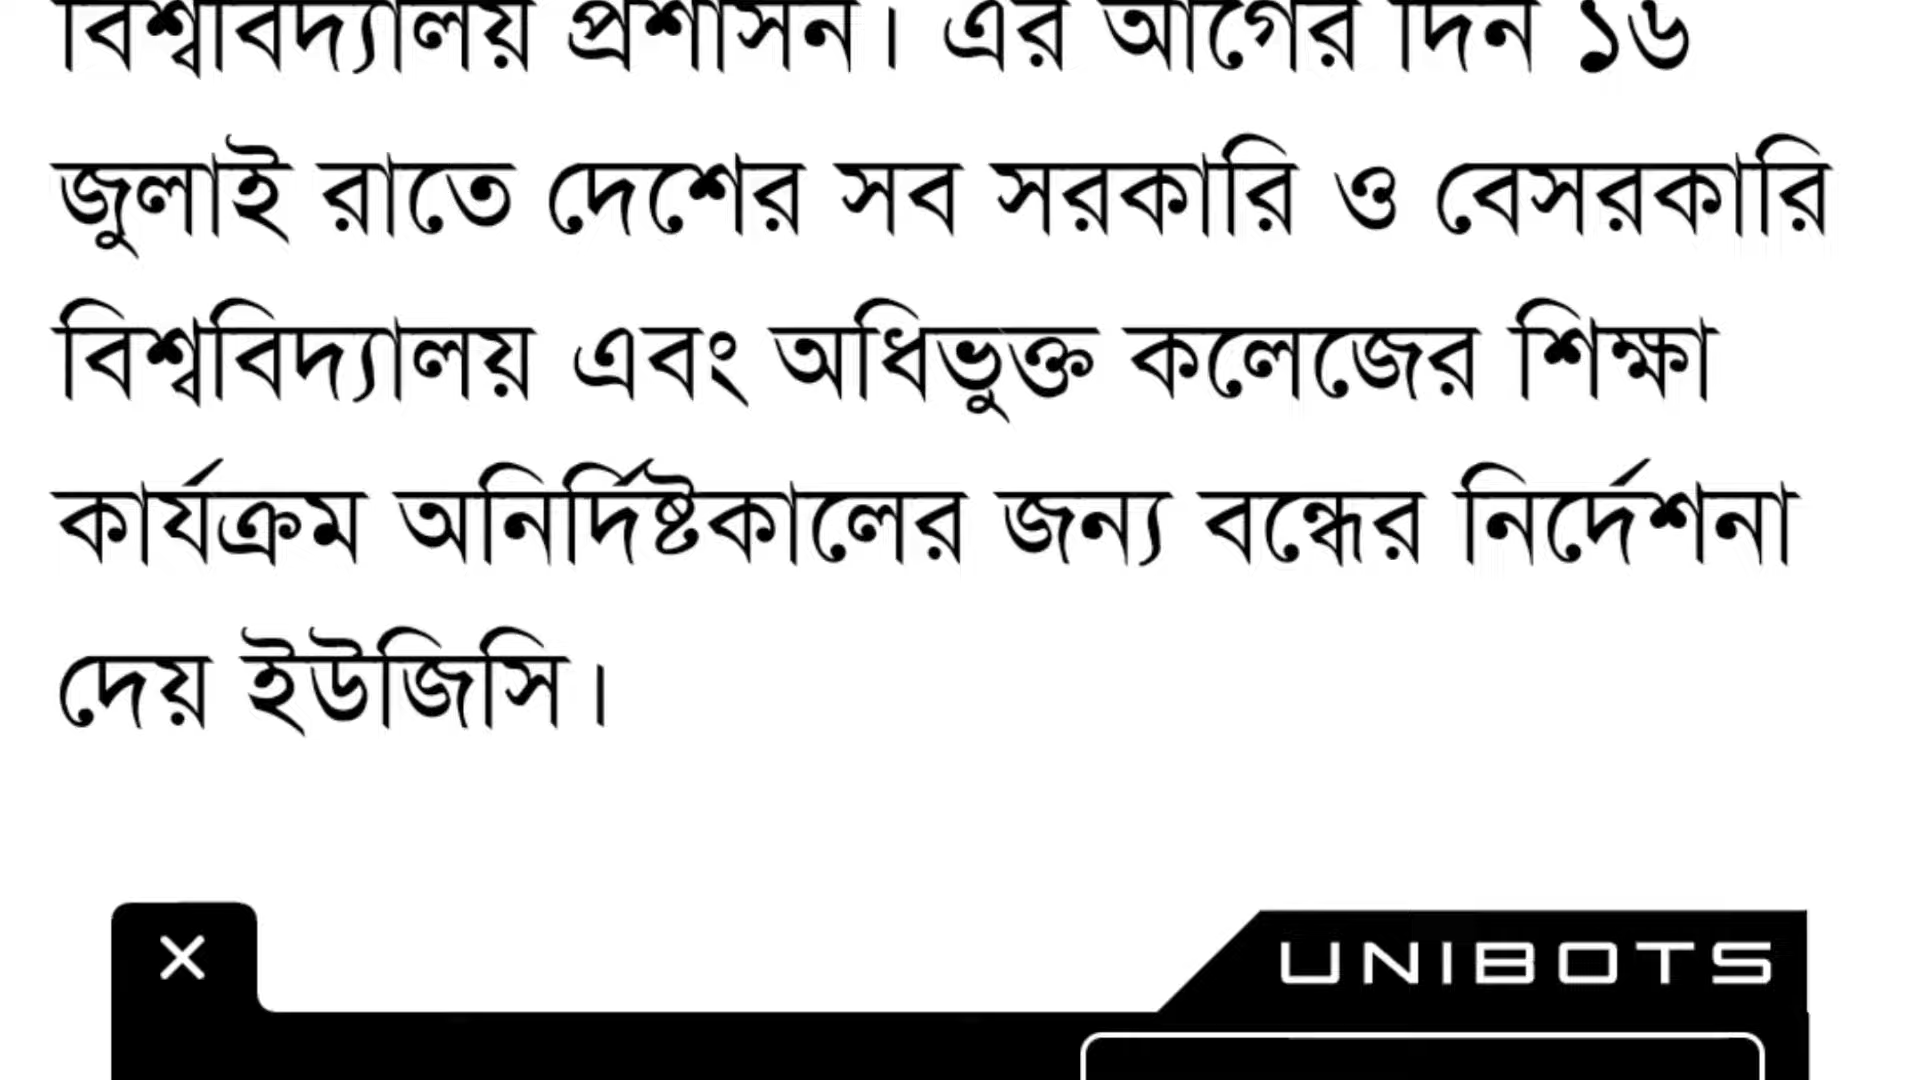 বিশ্ববিদ্যালয় প্রশাসন। এর আগের দিন ১৬
জুলাই রাতে দেশের সব সরকারি ও বেসরকারি
বিশ্ববিদ্যালয় এবং অধিভুক্ত কলেজের শিক্ষা
কার্যক্রম অনির্দিষ্টকালের জন্য বন্ধের নির্দেশনা
দেয় ইউজিসি।
UNIBOTS